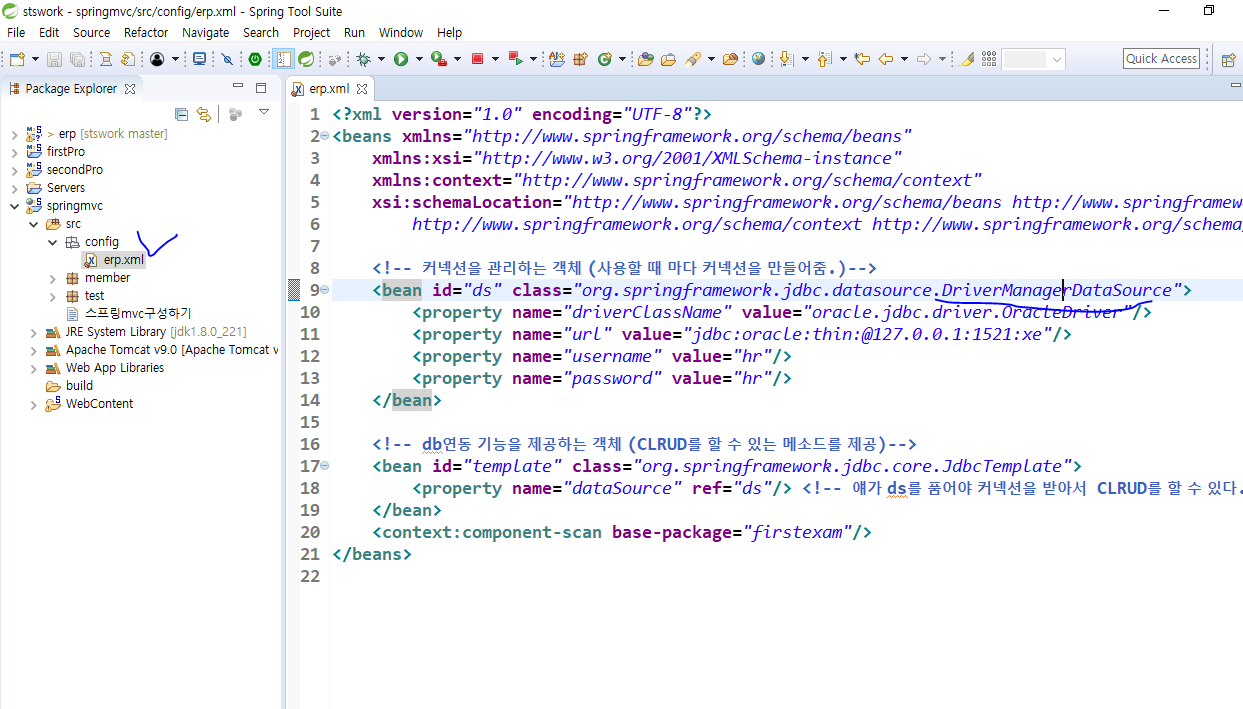 stswork - springmvc/src/config/erp.xml - Spring Tool Suite
File Edit Source Refactor Navigate Search Project Run Window Help
Quick Access
Package Explorer
erp.xml
> erp [stswork master]
firstPro
secondPro
Servers
springmvc
src
config
erp.xml
member
test
스프링mvc구성하기
JRE System Library [jdk1.8.0_221]
Apache Tomcat v9.0 [Apache Tomcat v
Web App Libraries
build
WebContent
1 <?xml version="1.0" encoding="UTF-8"?>
2 <beans xmlns="http://www.springframework.org/schema/beans"
3 xmlns:xsi="http://www.w3.org/2001/XMLSchema-instance"
4 xmlns:context="http://www.springframework.org/schema/context"
5 xsi:schemaLocation="http://www.springframework.org/schema/beans http://www.springframew
6 http://www.springframework.org/schema/context http://www.springframework.org/schema,
7
8 <!-- 커넥션을 관리하는 객체 (사용할 때 마다 커넥션을 만들어줌.)-->
9 <bean id="ds" class="org.springframework.jdbc.datasource.DriverManagerDataSource">
10 <property name="driverClassName" value="oracle.jdbc.driver.OracleDriver"/>
11 <property name="url" value="jdbc:oracle:thin:@127.0.0.1:1521:xe"/>
12 <property name="username" value="hr"/>
13 <property name="password" value="hr"/>
14 </bean>
15
16 <!-- db연동 기능을 제공하는 객체 (CLRUD를 할 수 있는 메소드를 제공)-->
17 <bean id="template" class="org.springframework.jdbc.core.JdbcTemplate">
18 <property name="dataSource" ref="ds"/> <!-- 얘가 ds를 품어야 커넥션을 받아서 CLRUD를 할 수 있다.
19 </bean>
20 <context:component-scan base-package="firstexam"/>
21 </beans>
22